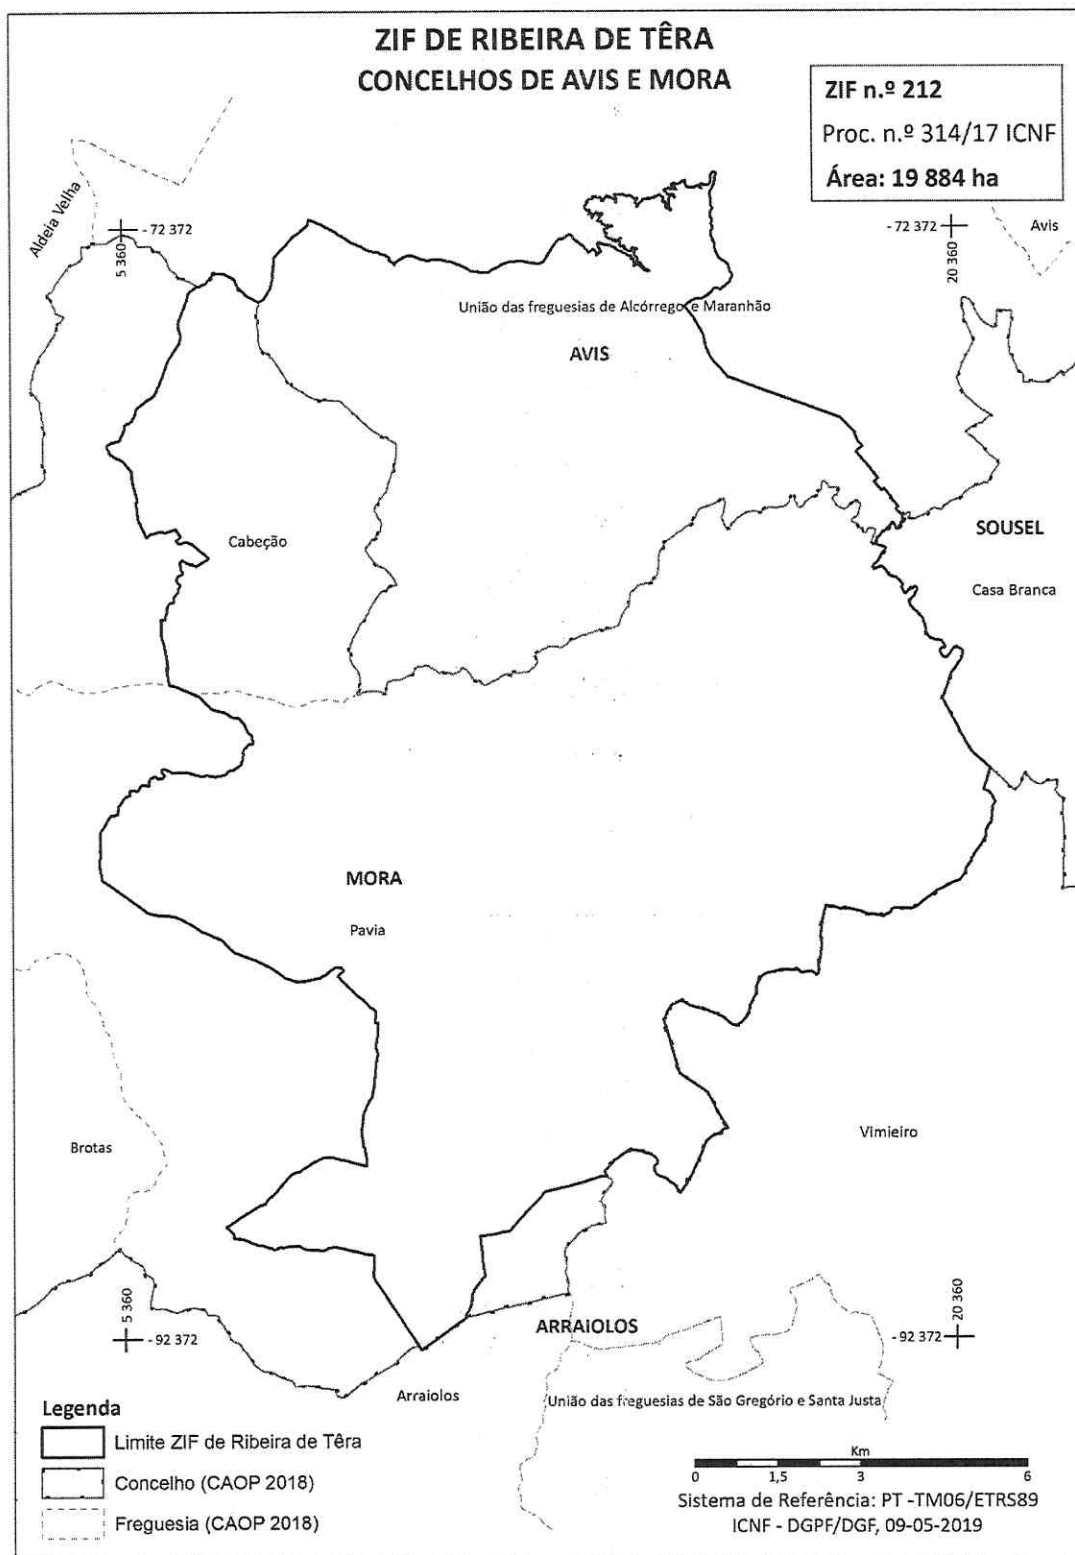 ZIF DE RIBEIRA DE TÊRA
CONCELHOS DE AVIS E MORA
ZIF n.º 212
Proc. n.º 314/17 ICNF
Área: 19 884 ha
Aldeia Velha
5 360
- 72 372
- 72 372
20 360
Avis
União das freguesias de Alcórrego e Maranhão
AVIS
Cabeção
SOUSEL
Casa Branca
MORA
Pavia
Brotas
Vimieiro
5 360
- 92 372
ARRAIOLOS
- 92 372
20 360
Arraiolos
União das freguesias de São Gregório e Santa Justa
Legenda
Limite ZIF de Ribeira de Têra
Concelho (CAOP 2018)
Freguesia (CAOP 2018)
Km
0 1,5 3 6
Sistema de Referência: PT -TM06/ETRS89
ICNF - DGPF/DGF, 09-05-2019